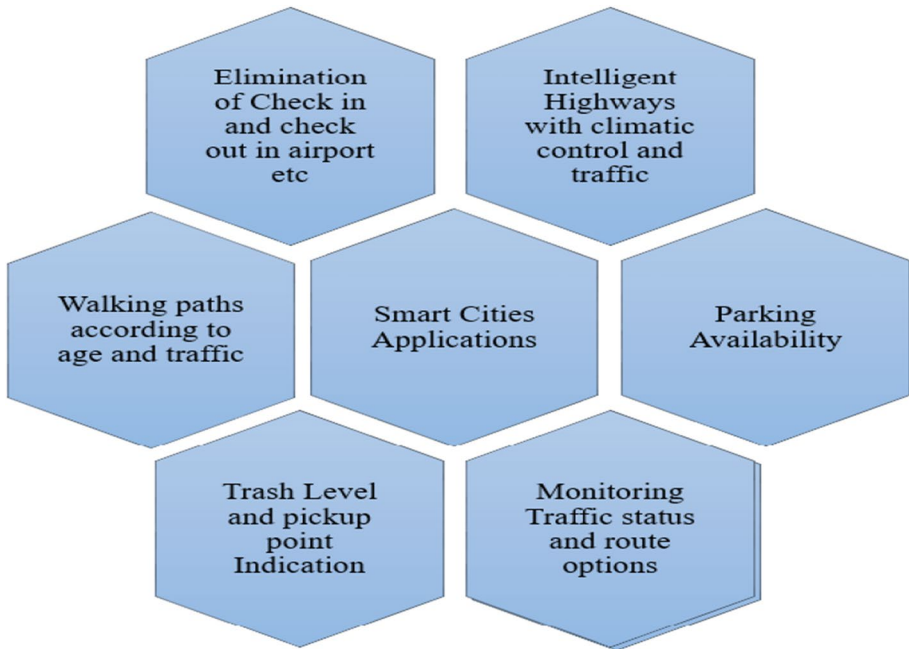 Elimination
of Check in
and check
out in airport
etc
Intelligent
Highways
with climatic
control and
traffic
Walking paths
according to
age and traffic
Smart Cities
Applications
Parking
Availability
Trash Level
and pickup
point
Indication
Monitoring
Traffic status
and route
options